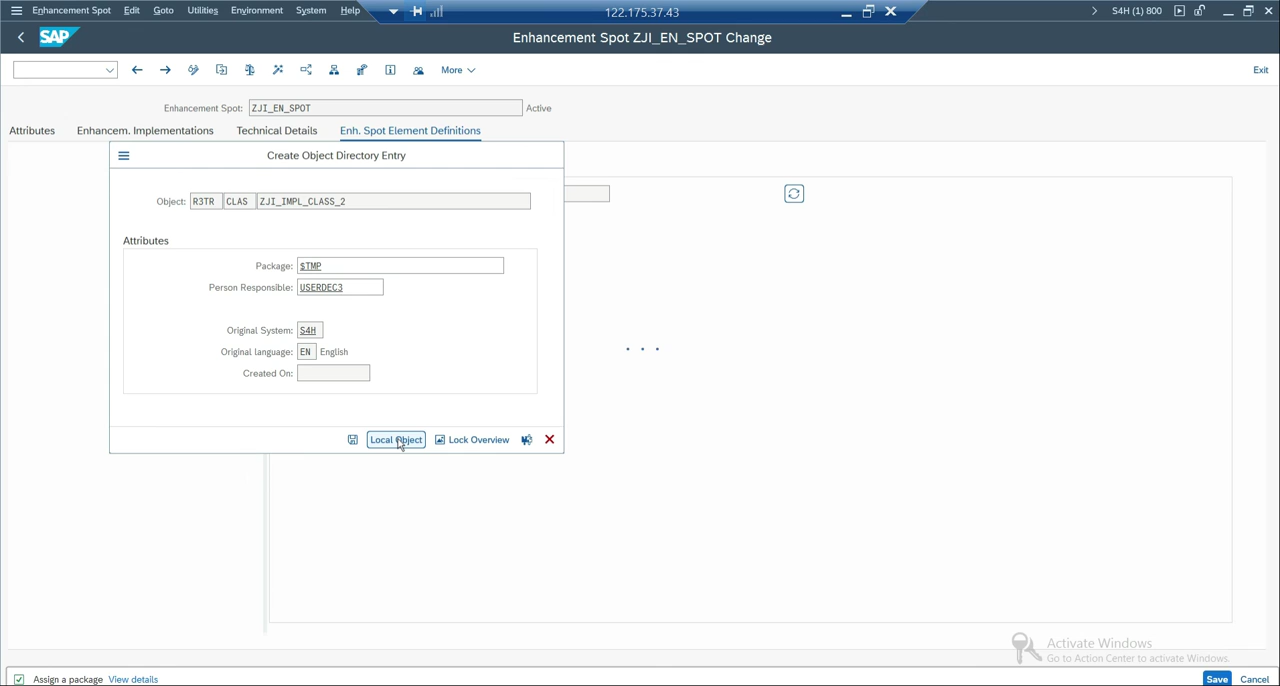 Enhancement Spot Edit Goto Utilities Environment System Help 122.175.37.43 S4H (1) 800
SAP Enhancement Spot ZJI_EN_SPOT Change
More Exit
Enhancement Spot: ZJI_EN_SPOT Active
Attributes Enhancem. Implementations Technical Details Enh. Spot Element Definitions
Create Object Directory Entry
Object: R3TR CLAS ZJI_IMPL_CLASS_2
Attributes
Package: $TMP
Person Responsible: USERDEC3
Original System: S4H
Original language: EN English
Created On:
Local Object Lock Overview
Activate Windows
Go to Action Center to activate Windows.
Assign a package View details Save Cancel